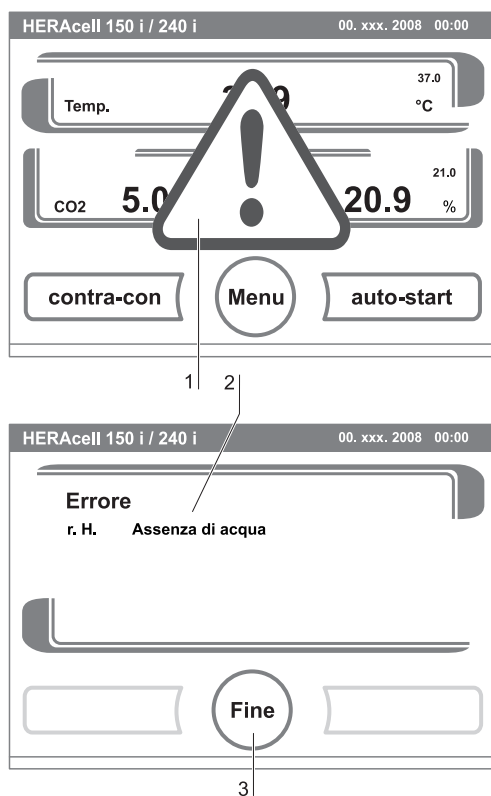 HERAcell 150 i / 240 i 00. xxx. 2008 00:00
37.0
Temp. °C
21.0
CO2 5.0 20.9 %
contra-con Menu auto-start
1 2
HERAcell 150 i / 240 i 00. xxx. 2008 00:00
Errore
r. H. Assenza di acqua
Fine
3